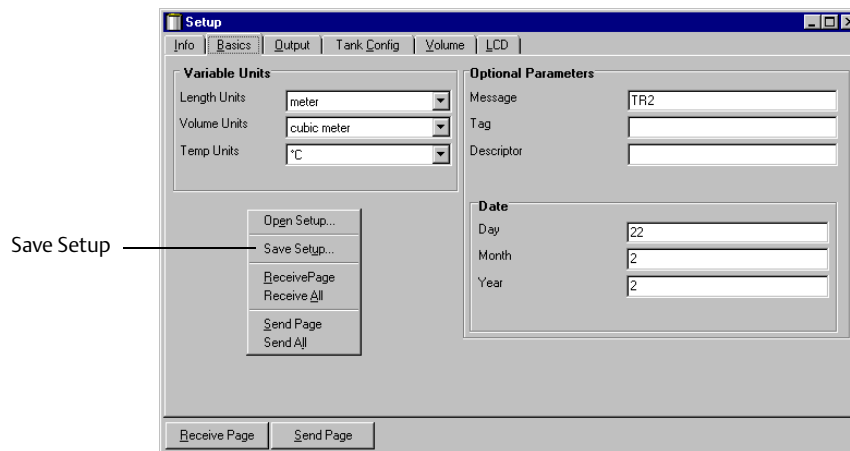 Setup
Info Basics Output Tank Config Volume LCD
Variable Units
Length Units meter
Volume Units cubic meter
Temp Units °C
Optional Parameters
Message TR2
Tag
Descriptor
Date
Day 22
Month 2
Year 2
Save Setup
Open Setup...
Save Setup...
ReceivePage
Receive All
Send Page
Send All
Receive Page Send Page